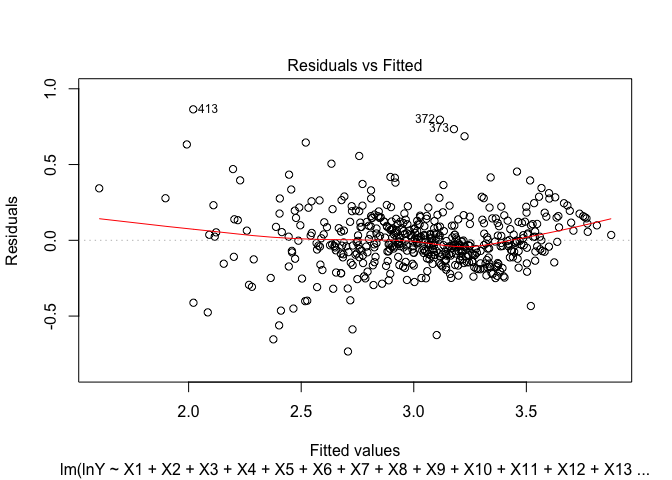 Residuals vs Fitted
1.0
0.5
0.0
-0.5
Residuals
413
372
373
2.0 2.5 3.0 3.5
Fitted values
lm(lnY ~ X1 + X2 + X3 + X4 + X5 + X6 + X7 + X8 + X9 + X10 + X11 + X12 + X13 ...